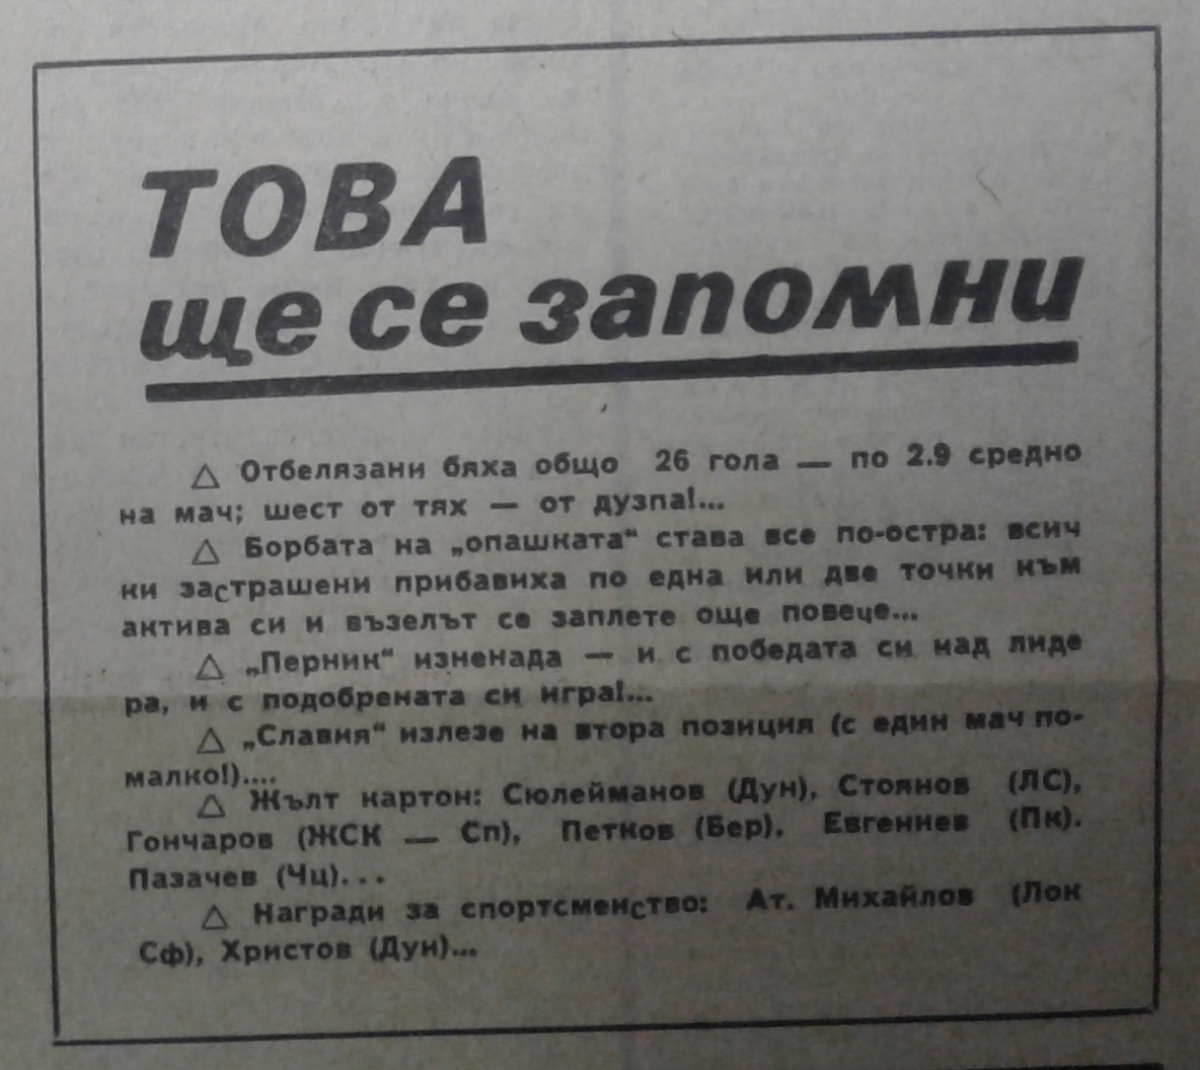 ТОВА
ще се запомни
△ Отбелязани бяха общо 26 гола — по 2.9 средно
на мач; шест от тях — от дузпа!...
△ Борбата на „опашката“ става все по-остра: всич
ки застрашени прибавиха по една или две точки към
актива си и възелът се заплете още повече...
△ „Перник“ изненада — и с победата си над лиде
ра, и с подобрената си игра!...
△ „Славия“ излезе на втора позиция (с един мач по-
малко!)....
△ Жълт картон: Сюлейманов (Дун), Стоянов (ЛС),
Гончаров (ЖСК — Сп), Петков (Бер), Евгениев (Пк).
Пазачев (Чц)...
△ Награди за спортсменство: Ат. Михайлов (Лок
Сф), Христов (Дун)...